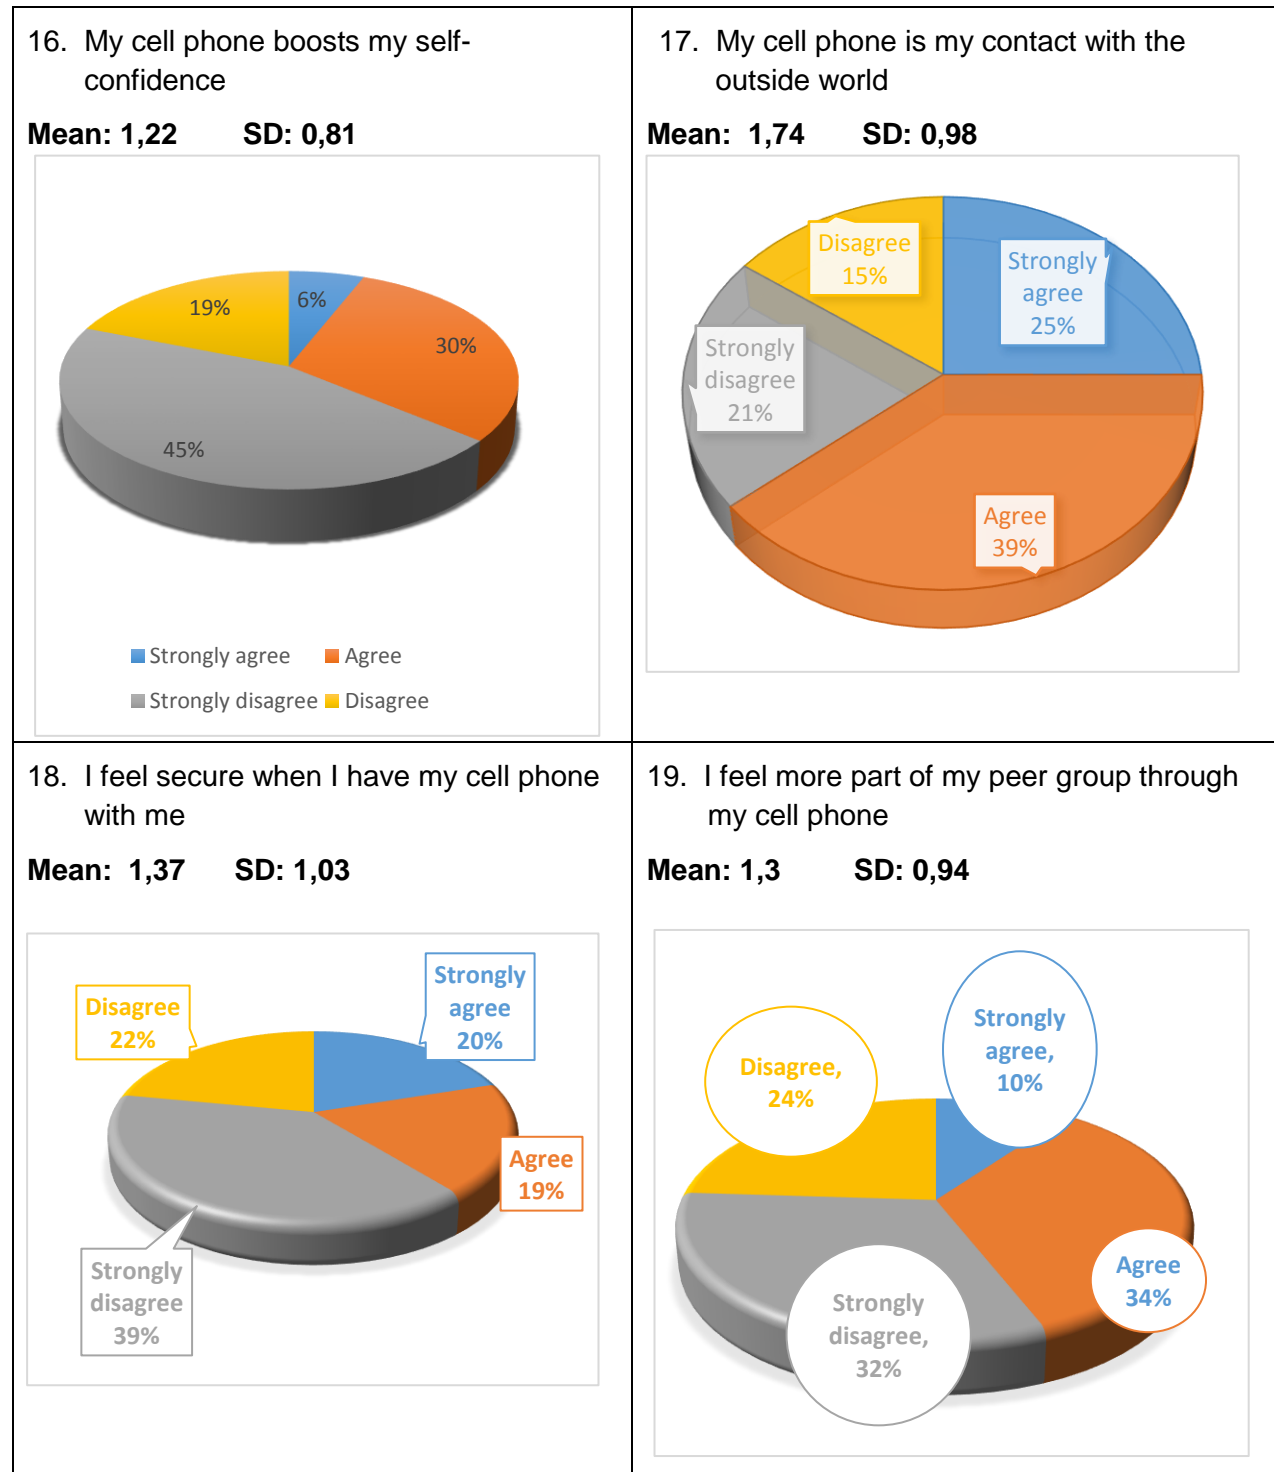 16. My cell phone boosts my self-
confidence
Mean: 1,22 SD: 0,81
19%
6%
30%
45%
Strongly agree Agree
Strongly disagree Disagree
17. My cell phone is my contact with the
outside world
Mean: 1,74 SD: 0,98
Disagree
15%
Strongly
agree
25%
Strongly
disagree
21%
Agree
39%
18. I feel secure when I have my cell phone
with me
Mean: 1,37 SD: 1,03
Disagree
22%
Strongly
agree
20%
Agree
19%
Strongly
disagree
39%
19. I feel more part of my peer group through
my cell phone
Mean: 1,3 SD: 0,94
Disagree,
24%
Strongly
agree,
10%
Agree
34%
Strongly
disagree,
32%